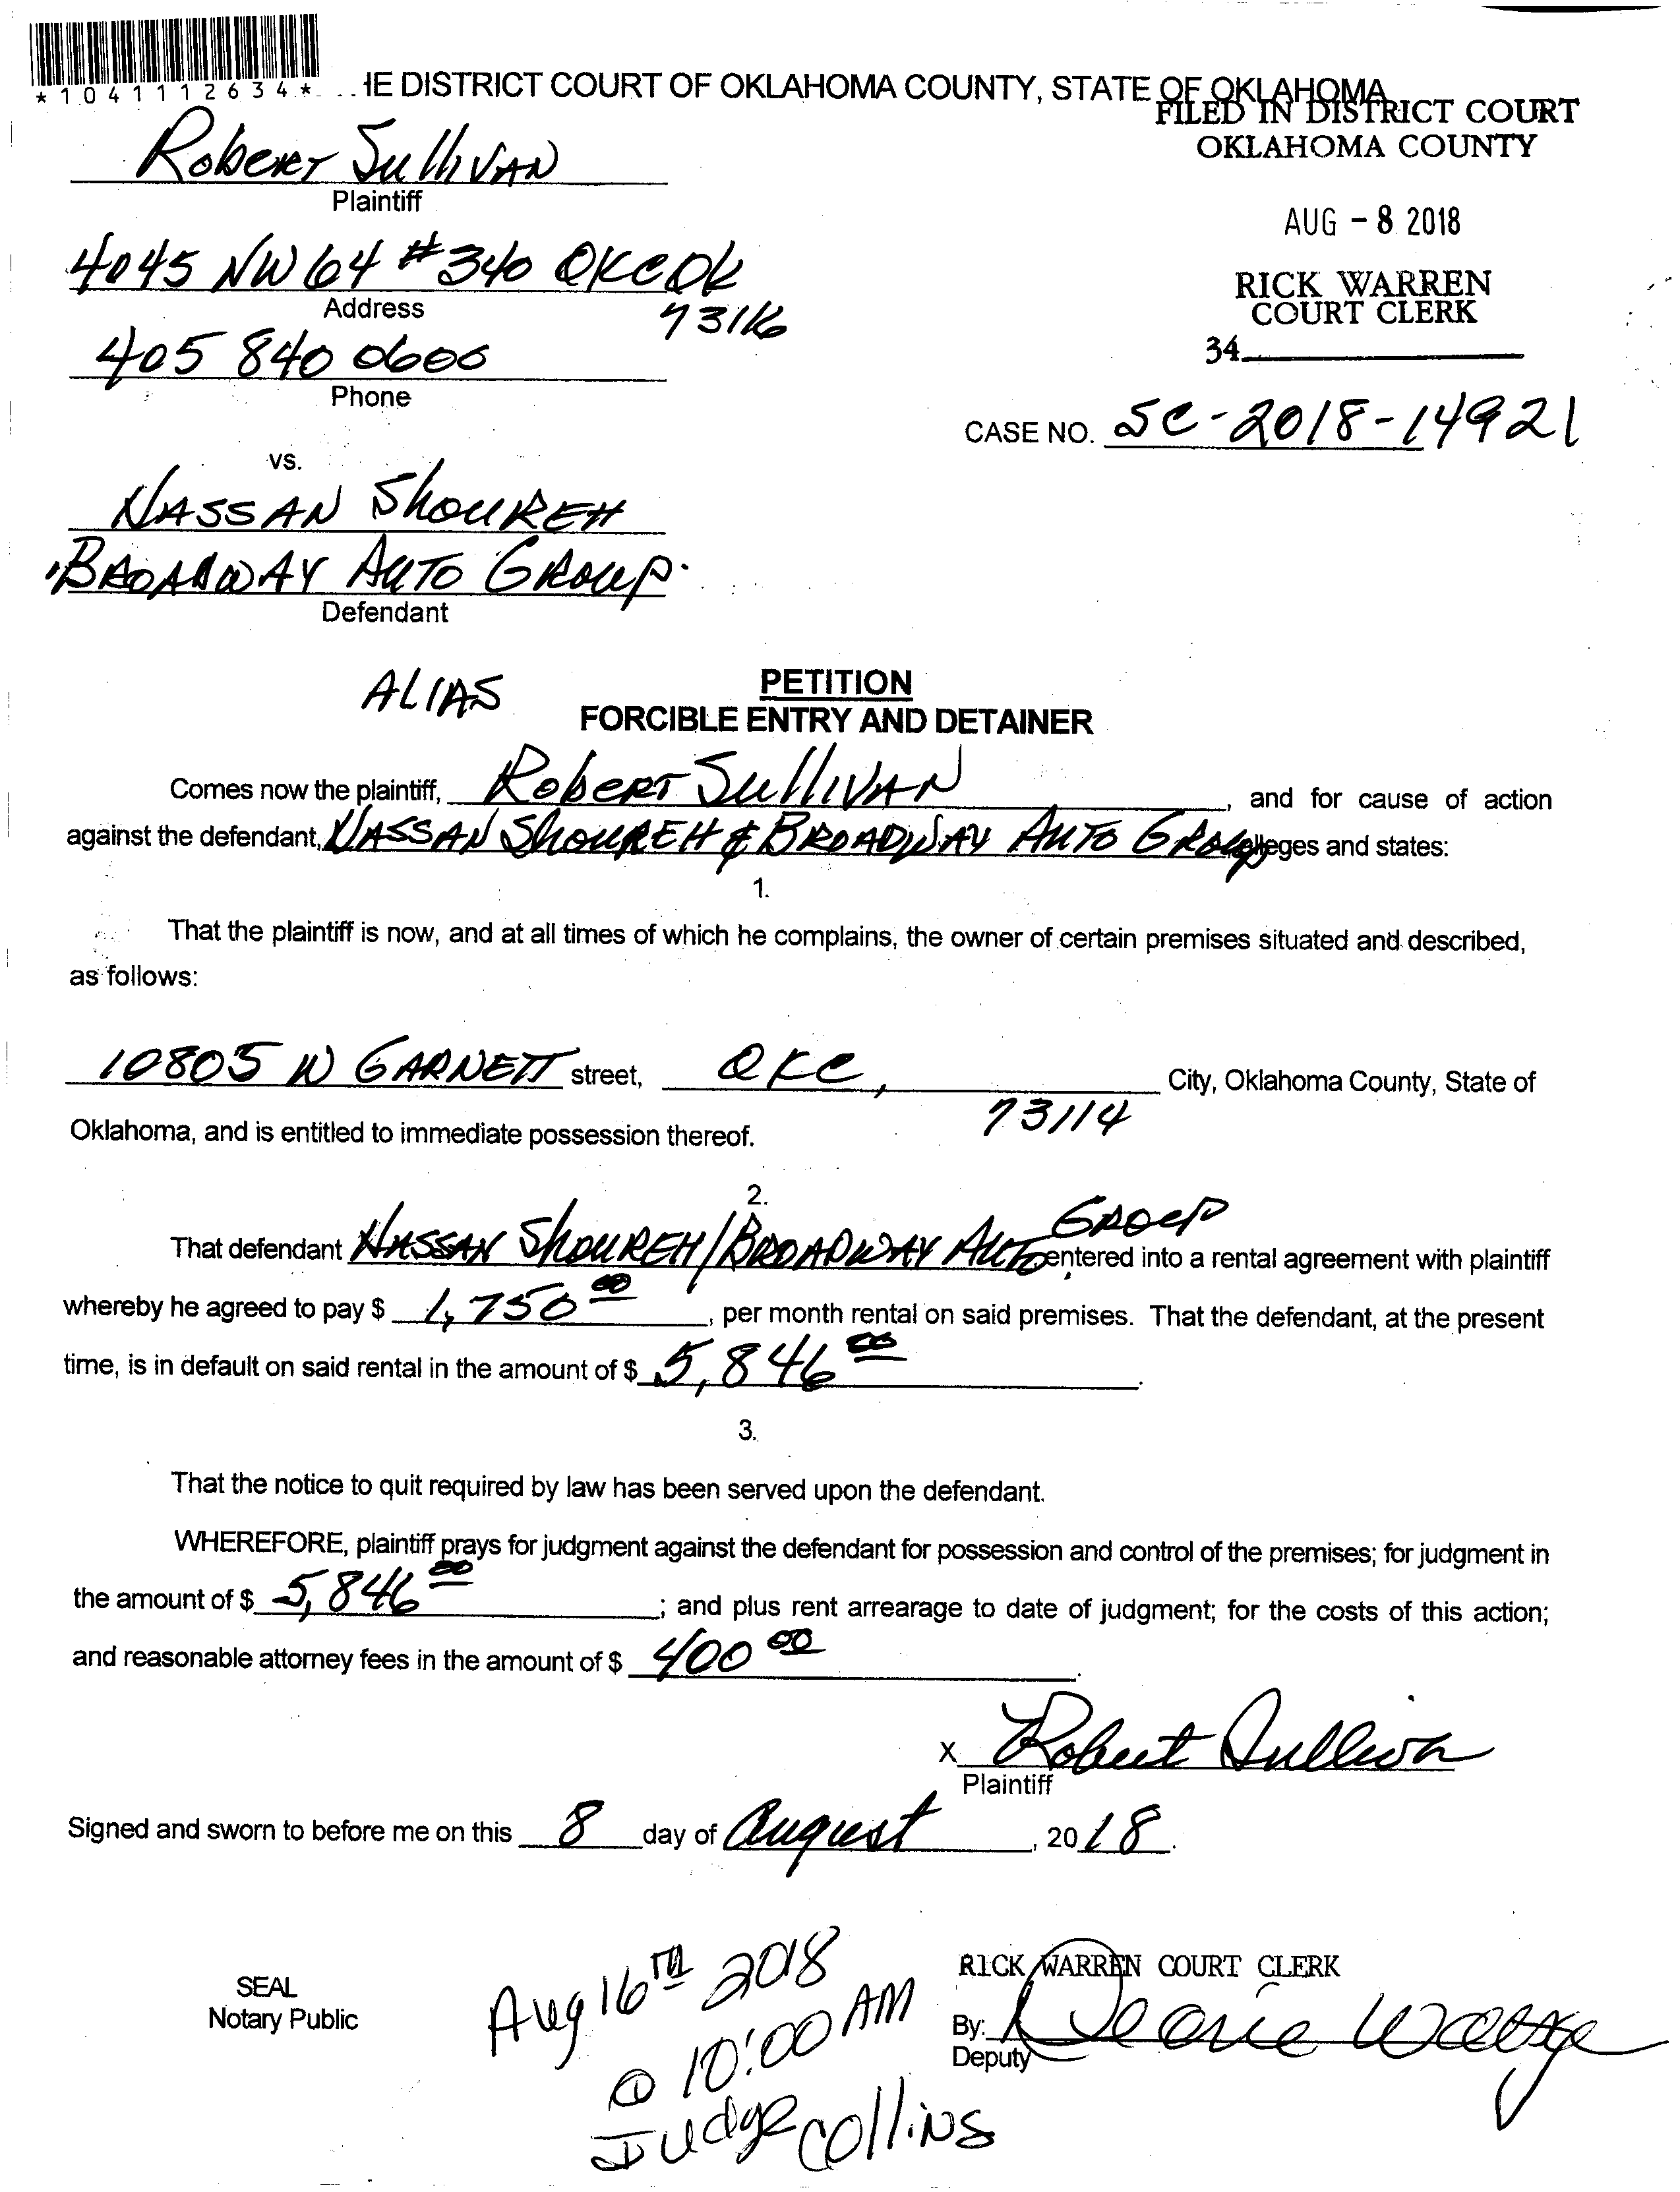 *1041112634*
IE DISTRICT COURT OF OKLAHOMA COUNTY, STATE OF OKLAHOMA
FILED IN DISTRICT COURT
OKLAHOMA COUNTY
Robert Sullivan
Plaintiff
AUG - 8 2018
4045 NW 64 #340 OKC OK
Address
73116
RICK WARREN
COURT CLERK
405 840 0606
Phone
34
CASE NO. SC-2018-14921
vs.
HASSAN ShOUREH
BROADWAY AUTO GROUP
Defendant
ALIAS
PETITION
FORCIBLE ENTRY AND DETAINER
Comes now the plaintiff, Robert Sullivan, and for cause of action
against the defendant, HASSAN ShOUREH & BROADWAY AUTO GROUP alleges and states:
1.
That the plaintiff is now, and at all times of which he complains, the owner of certain premises situated and described,
as follows:
10805 N GARNETT street, OKC, City, Oklahoma County, State of
73114
Oklahoma, and is entitled to immediate possession thereof.
2.
That defendant HASSAN ShOUREH/BROADWAY AUTO GROUP entered into a rental agreement with plaintiff
whereby he agreed to pay $ 1,750 00, per month rental on said premises. That the defendant, at the present
time, is in default on said rental in the amount of $ 5,846 00.
3.
That the notice to quit required by law has been served upon the defendant.
WHEREFORE, plaintiff prays for judgment against the defendant for possession and control of the premises; for judgment in
the amount of $ 5,846 00; and plus rent arrearage to date of judgment; for the costs of this action;
and reasonable attorney fees in the amount of $ 400 00.
X Robert Sullivan
Plaintiff
Signed and sworn to before me on this 8 day of August, 2018.
SEAL
Notary Public
Aug 16TH 2018
@ 10:00 AM
Judge Collins
RICK WARREN COURT CLERK
By:
Deputy